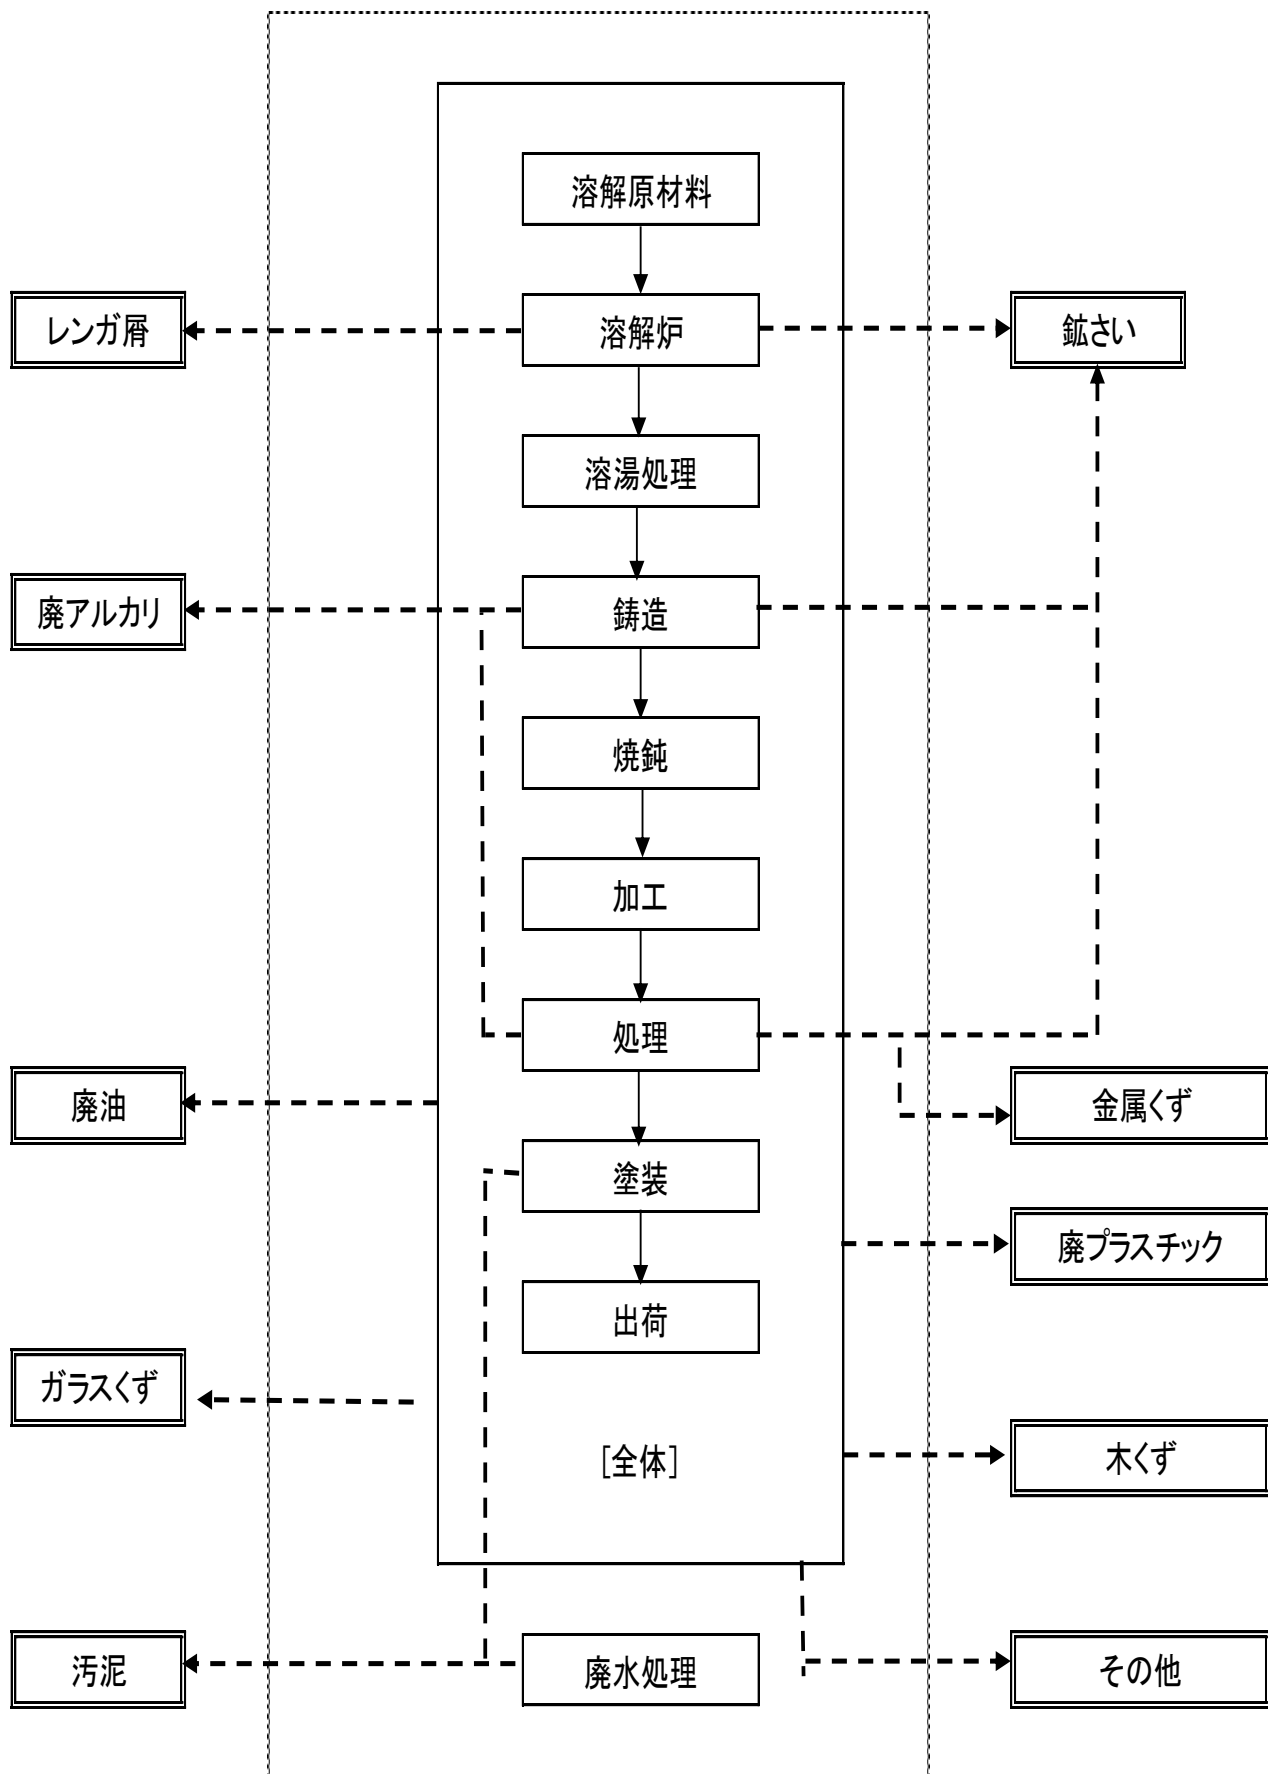 溶解原材料
レンガ屑
溶解炉
鉱さい
溶湯処理
廃アルカリ
鋳造
焼鈍
加工
処理
廃油
金属くず
塗装
廃プラスチック
出荷
ガラスくず
[全体]
木くず
汚泥
廃水処理
その他